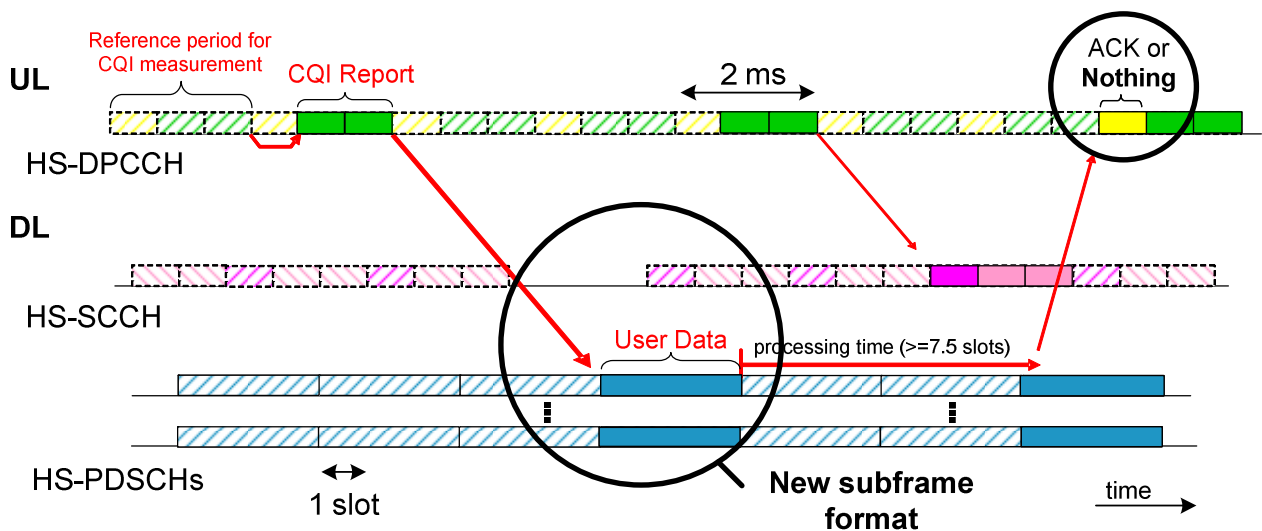 Reference period for
CQI measurement
UL
CQI Report
2 ms
ACK or
Nothing
HS-DPCCH
DL
HS-SCCH
User Data
processing time (>=7.5 slots)
HS-PDSCHs
1 slot
New subframe
format
time